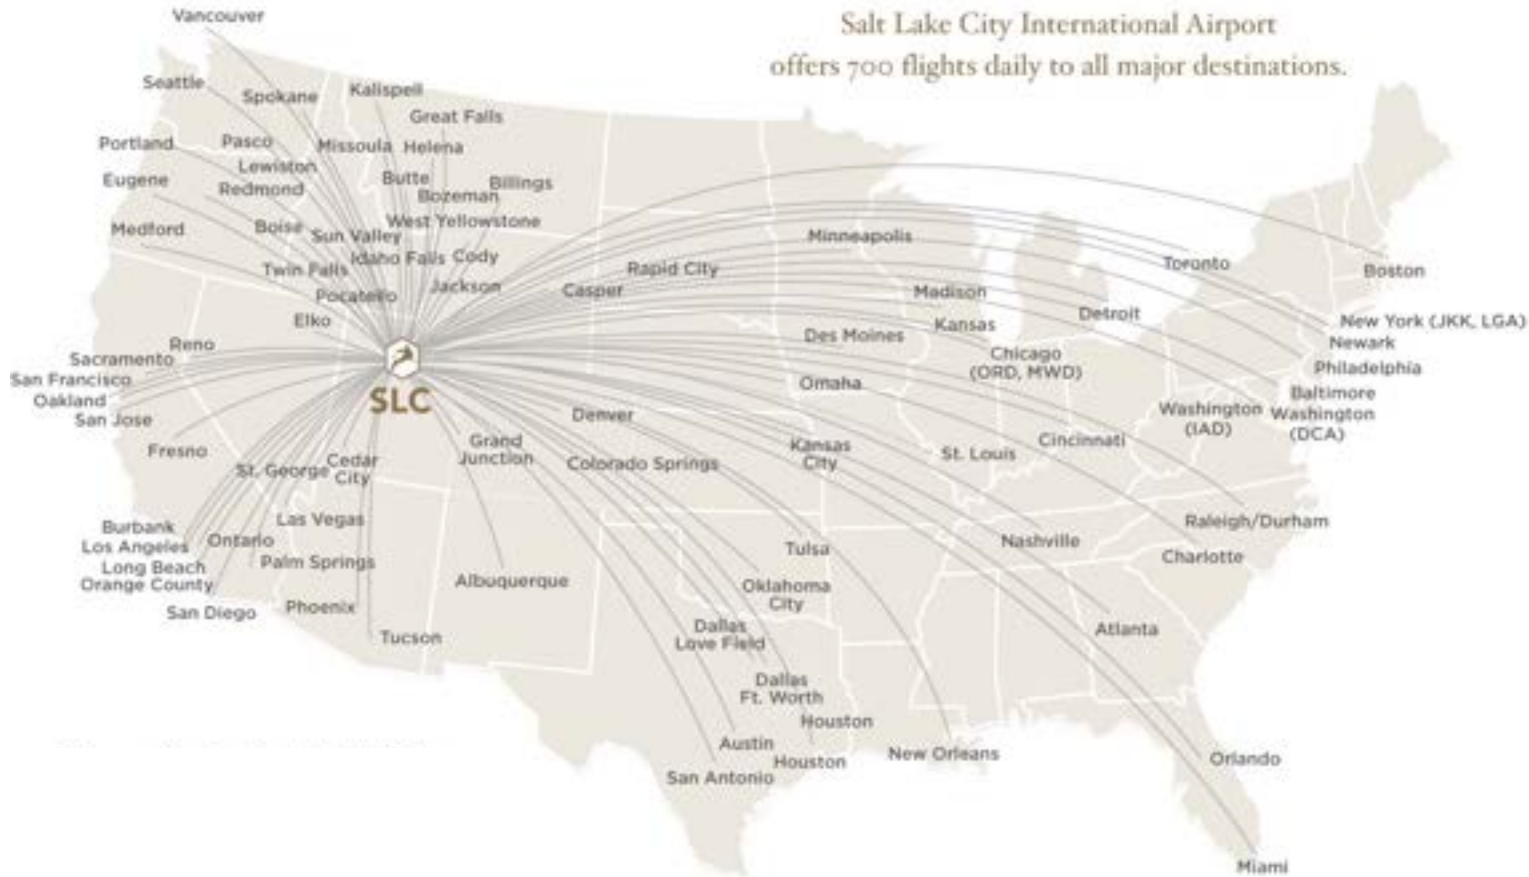 Vancouver
Salt Lake City International Airport
offers 700 flights daily to all major destinations.
Seattle
Spokane
Kalispell
Great Falls
Portland
Pasco
Missoula
Helena
Lewiston
Eugene
Redmond
Butte
Billings
Bozeman
Medford
Boise
West Yellowstone
Sun Valley
Minneapolis
Idaho Falls
Cody
Twin Falls
Rapid City
Toronto
Boston
Pocatello
Jackson
Casper
Madison
Detroit
Elko
Kansas
New York (JKK, LGA)
Reno
Des Moines
Newark
Sacramento
Chicago
(ORD, MWD)
Philadelphia
San Francisco
Omaha
Baltimore
Oakland
SLC
San Jose
Denver
Washington
(IAD)
Washington
(DCA)
Fresno
Grand
Junction
Kansas
City
St. Louis
Cincinnati
St. George
Cedar
City
Colorado Springs
Burbank
Las Vegas
Raleigh/Durham
Los Angeles
Ontario
Tulsa
Nashville
Charlotte
Long Beach
Palm Springs
Orange County
Albuquerque
Oklahoma
City
San Diego
Phoenix
Tucson
Dallas
Love Field
Atlanta
Dallas
Ft. Worth
Houston
Austin
Houston
New Orleans
Orlando
San Antonio
Miami